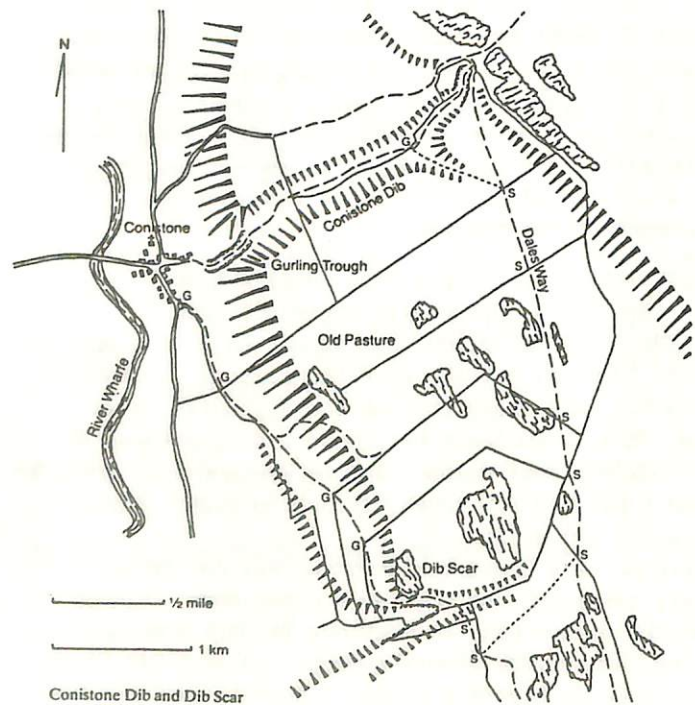 N
G
S
Conistone
Conistone Dib
Dales Way
Gurling Trough
S
G
Old Pasture
River Wharfe
G
S
S
G
G
Dib Scar
S
½ mile
S
S
1 km
Conistone Dib and Dib Scar